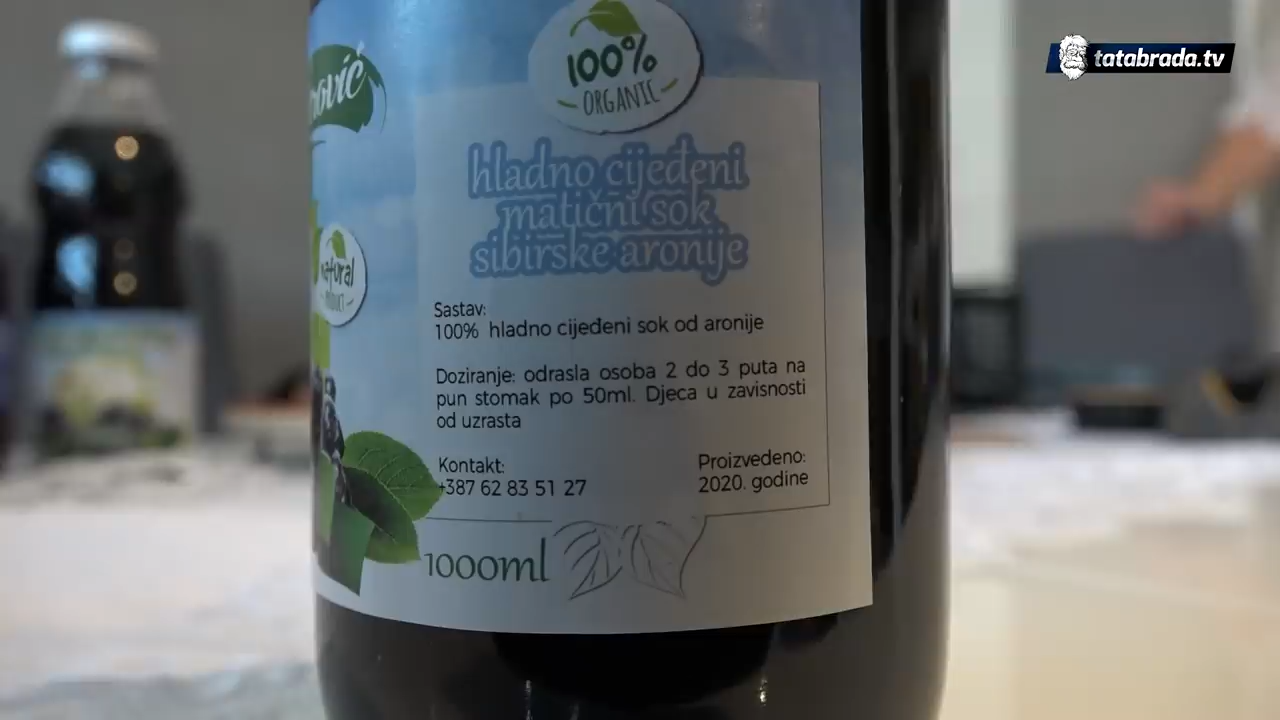 tatabrada.tv
100%
ORGANIC
hladno cijeđeni
matični sok
sibirske aronije
natural
PRODUCT
Sastav:
100% hladno cijeđeni sok od aronije
Doziranje: odrasla osoba 2 do 3 puta na
pun stomak po 50ml. Djeca u zavisnosti
od uzrasta
Kontakt:
+387 62 83 51 27
Proizvedeno:
2020. godine
1000ml